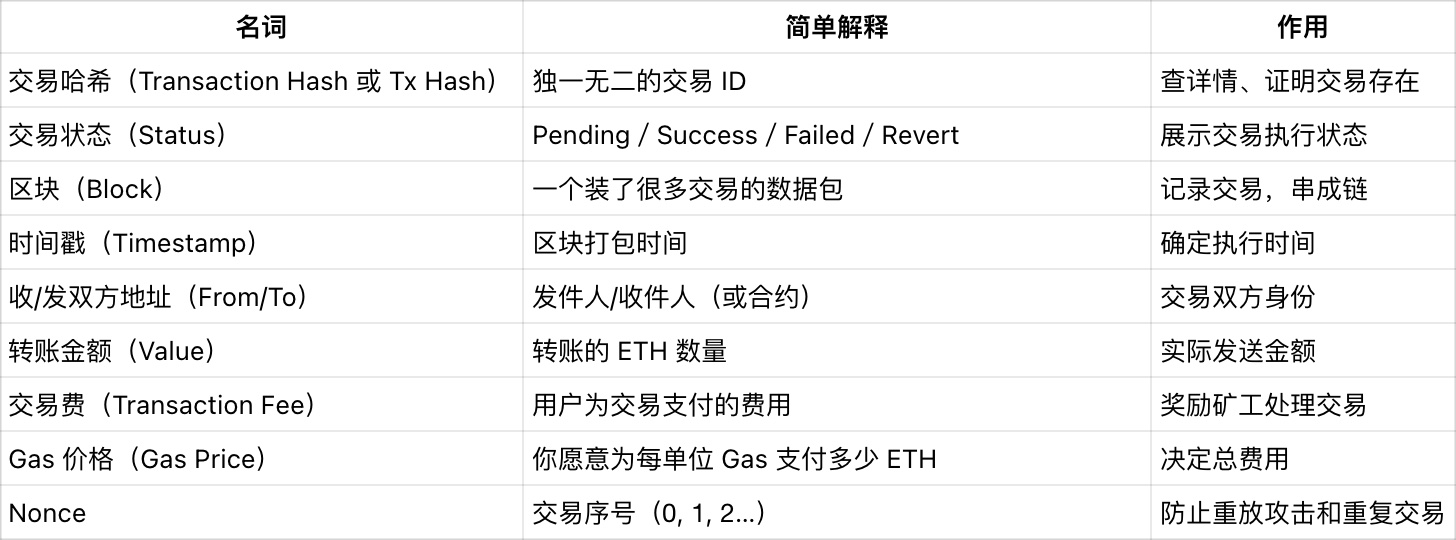 名词 简单解释 作用
交易哈希（Transaction Hash 或 Tx Hash） 独一无二的交易 ID 查详情、证明交易存在
交易状态（Status） Pending / Success / Failed / Revert 展示交易执行状态
区块（Block） 一个装了很多交易的数据包 记录交易，串成链
时间戳（Timestamp） 区块打包时间 确定执行时间
收/发双方地址（From/To） 发件人/收件人（或合约） 交易双方身份
转账金额（Value） 转账的 ETH 数量 实际发送金额
交易费（Transaction Fee） 用户为交易支付的费用 奖励矿工处理交易
Gas 价格（Gas Price） 你愿意为每单位 Gas 支付多少 ETH 决定总费用
Nonce 交易序号（0, 1, 2...） 防止重放攻击和重复交易